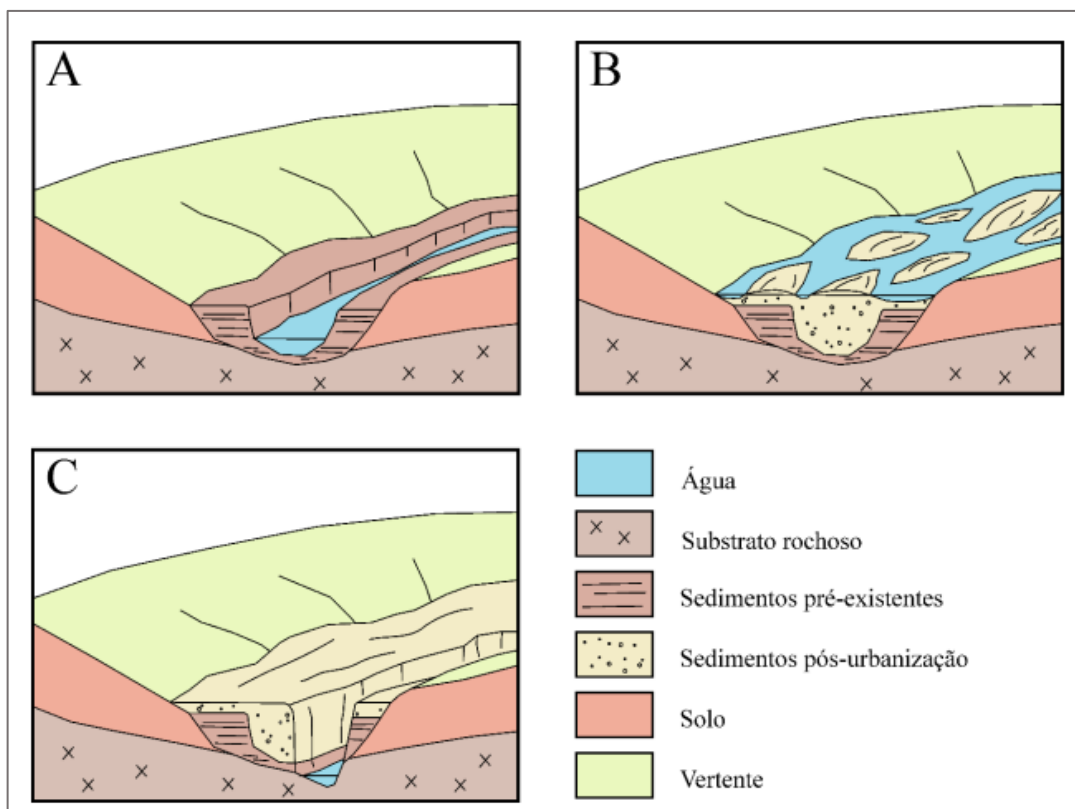 A
B
C
Água
Substrato rochoso
Sedimentos pré-existentes
Sedimentos pós-urbanização
Solo
Vertente